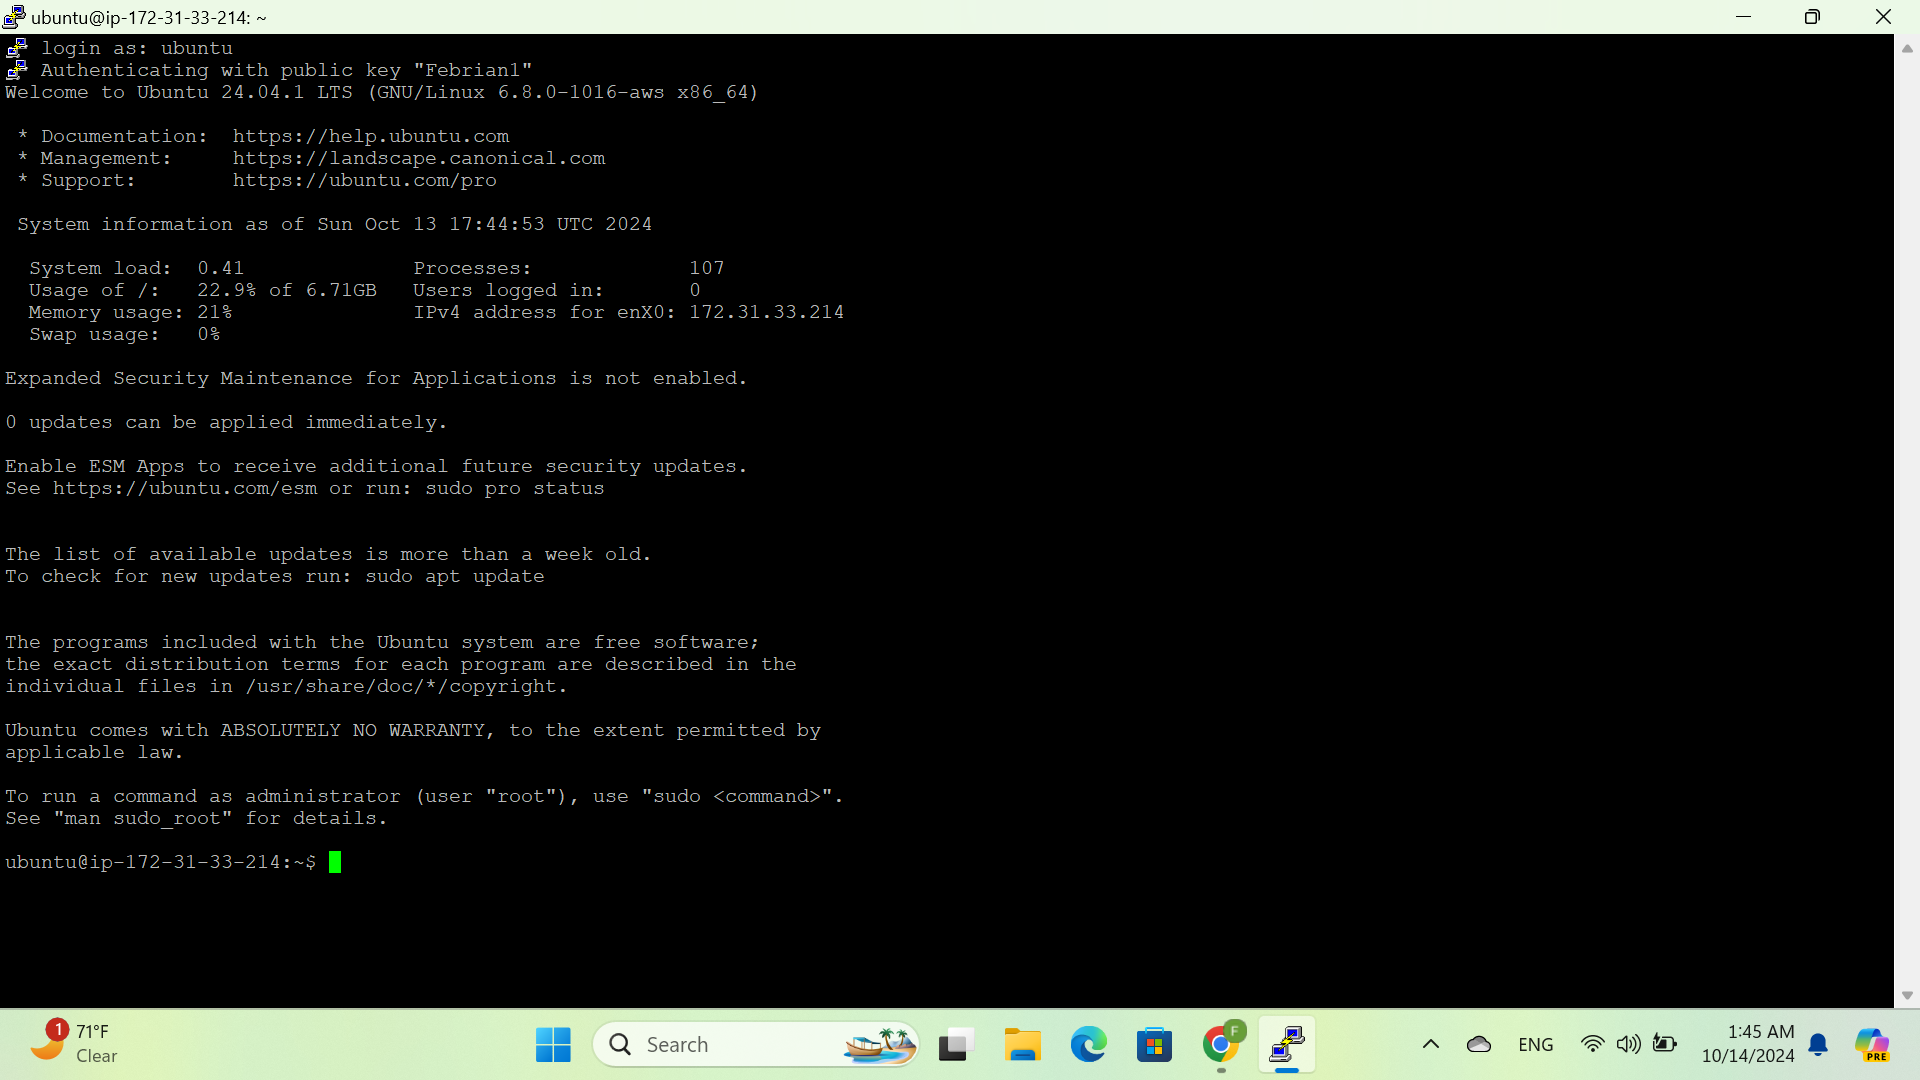 ubuntu@ip-172-31-33-214: ~
login as: ubuntu
Authenticating with public key "Febrian1"
Welcome to Ubuntu 24.04.1 LTS (GNU/Linux 6.8.0-1016-aws x86_64)
* Documentation:  https://help.ubuntu.com
* Management:     https://landscape.canonical.com
* Support:        https://ubuntu.com/pro
System information as of Sun Oct 13 17:44:53 UTC 2024
System load:  0.41              Processes:             107
Usage of /:   22.9% of 6.71GB   Users logged in:       0
Memory usage: 21%               IPv4 address for enX0: 172.31.33.214
Swap usage:   0%
Expanded Security Maintenance for Applications is not enabled.
0 updates can be applied immediately.
Enable ESM Apps to receive additional future security updates.
See https://ubuntu.com/esm or run: sudo pro status
The list of available updates is more than a week old.
To check for new updates run: sudo apt update
The programs included with the Ubuntu system are free software;
the exact distribution terms for each program are described in the
individual files in /usr/share/doc/*/copyright.
Ubuntu comes with ABSOLUTELY NO WARRANTY, to the extent permitted by
applicable law.
To run a command as administrator (user "root"), use "sudo <command>".
See "man sudo_root" for details.
ubuntu@ip-172-31-33-214:~$
1
71°F
Clear
Search
F
ENG
1:45 AM
10/14/2024
PRE